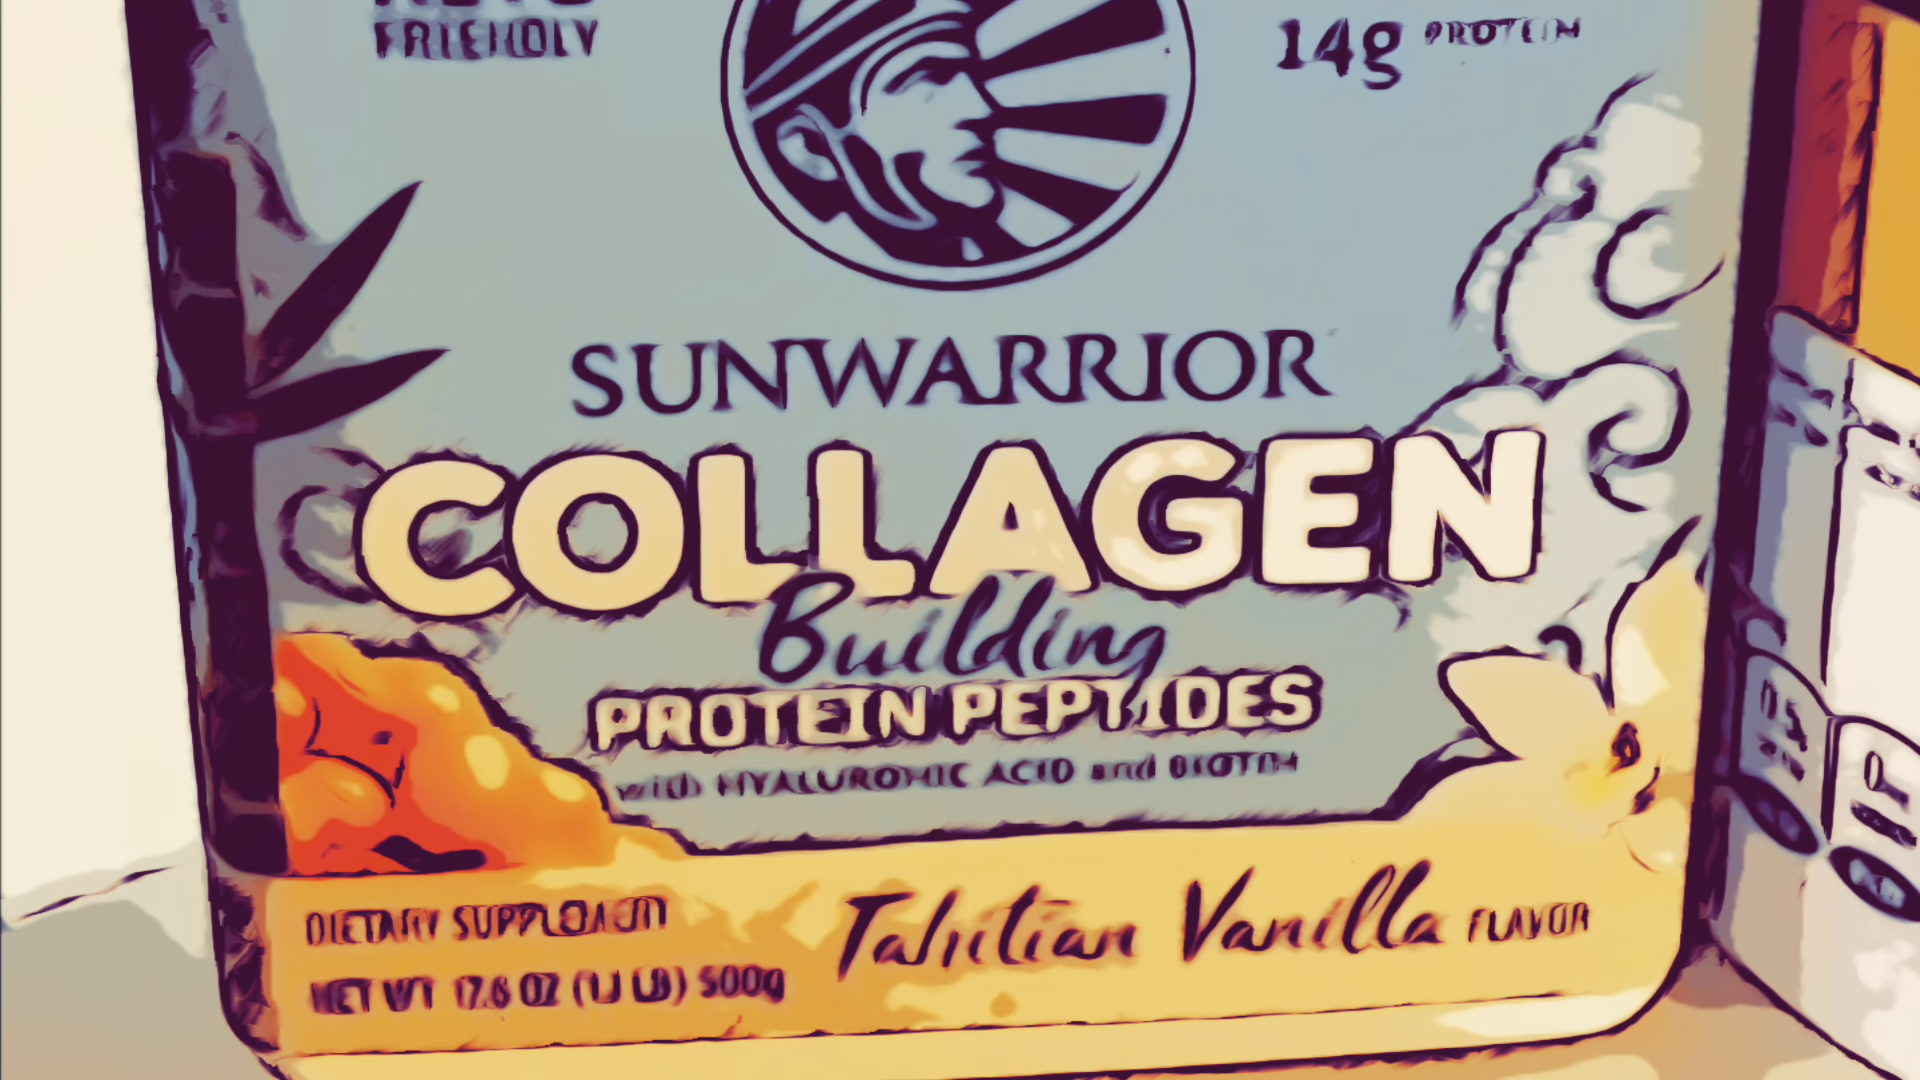 FRIENDLY
14g PROTEIN
SUNWARRIOR
COLLAGEN
Building
PROTEIN PEPTIDES
with HYALURONIC ACID and BIOTIN
DIETARY SUPPLEMENT
NET WT 17.6 OZ (1.1 LB) 500g
Tahitian Vanilla FLAVOR